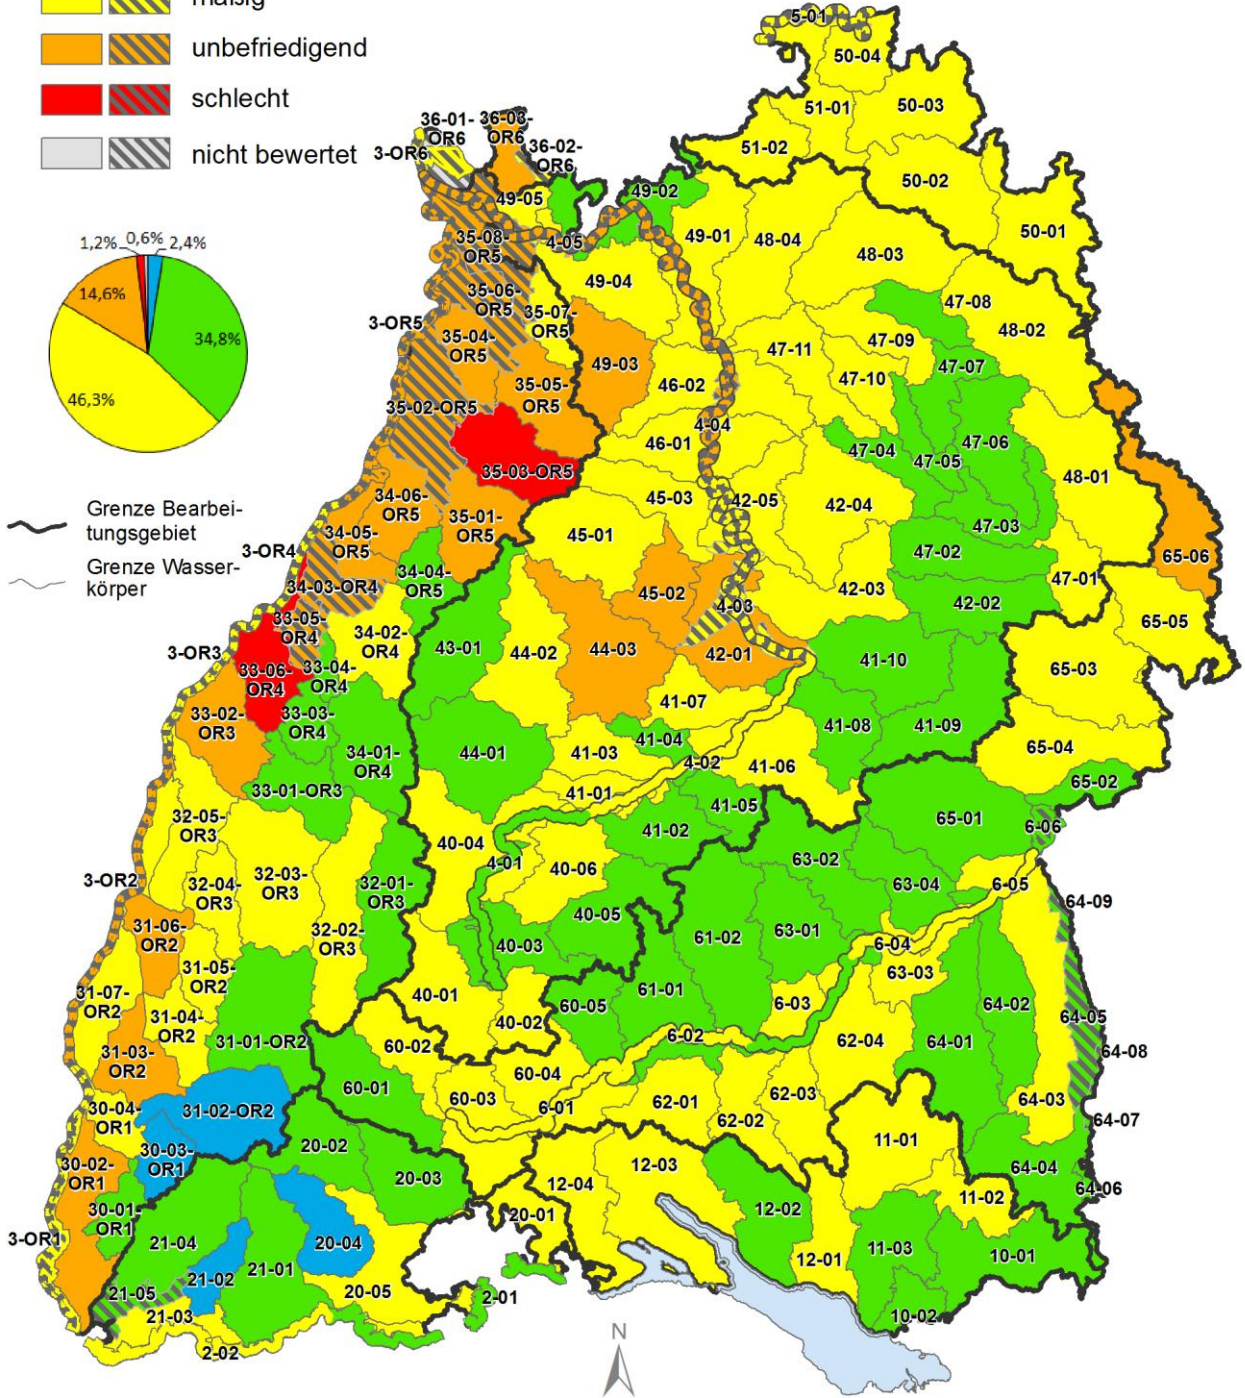 mäßig
unbefriedigend
schlecht
nicht bewertet
1,2%
0,6%
2,4%
14,6%
34,8%
46,3%
Grenze Bearbei-
tungsgebiet
Grenze Wasser-
körper
5-01
50-04
51-01
50-03
51-02
50-02
50-01
36-01-
OR6
36-03-
OR6
36-02-
OR6
3-OR6
49-05
49-02
4-05
49-01
48-04
48-03
35-08-
OR5
35-06-
OR5
35-07-
OR5
49-04
47-08
48-02
3-OR5
35-04-
OR5
49-03
47-11
47-09
47-07
47-10
46-02
35-05-
OR5
35-02-OR5
4-04
46-01
47-04
47-05
47-06
35-03-OR5
45-03
42-05
42-04
48-01
34-06-
OR5
35-01-
OR5
34-05-
OR5
45-01
47-03
47-02
65-06
3-OR4
34-03-OR4
34-04-
OR5
45-02
4-03
42-03
42-02
47-01
33-05-
OR4
34-02-
OR4
43-01
44-02
44-03
42-01
41-10
65-05
65-03
3-OR3
33-06-
OR4
33-04-
OR4
41-07
33-02-
OR3
33-03-
OR4
41-08
41-09
34-01-
OR4
44-01
41-03
41-04
4-02
41-06
65-04
33-01-OR3
41-01
65-02
32-05-
OR3
40-04
41-02
41-05
65-01
6-06
4-01
40-06
63-02
63-04
6-05
3-OR2
32-04-
OR3
32-03-
OR3
32-01-
OR3
64-09
31-06-
OR2
32-02-
OR3
40-03
40-05
61-02
63-01
6-04
31-05-
OR2
63-03
31-07-
OR2
40-01
40-02
60-05
61-01
6-03
64-02
64-05
31-04-
OR2
31-01-OR2
60-02
6-02
62-04
64-01
64-08
31-03-
OR2
60-01
60-04
60-03
6-01
62-01
62-03
62-02
64-03
64-07
30-04-
OR1
31-02-OR2
20-02
11-01
30-03-
OR1
30-02-
OR1
20-03
12-04
12-03
64-04
64-06
11-02
30-01-
OR1
20-01
12-02
3-OR1
21-04
20-04
12-01
11-03
10-01
21-02
21-01
20-05
2-01
21-05
21-03
10-02
2-02
N